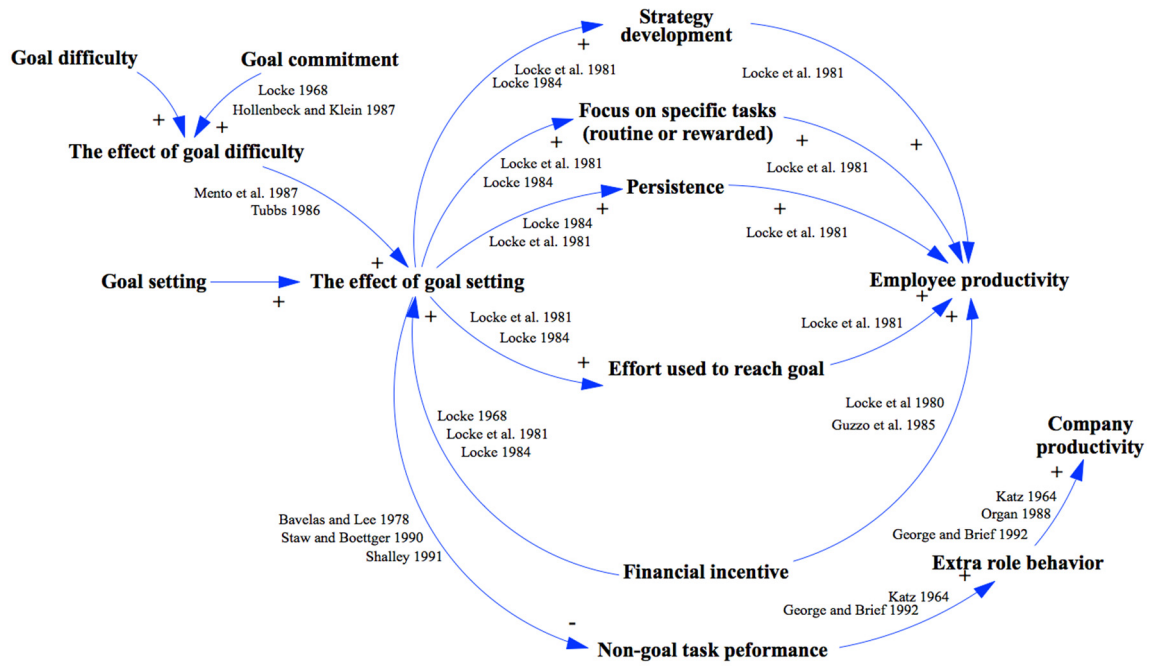 Strategy
development
+
Locke et al. 1981
Locke 1984
Locke et al. 1981
Goal difficulty
Goal commitment
Locke 1968
Hollenbeck and Klein 1987
+
+
The effect of goal difficulty
Mento et al. 1987
Tubbs 1986
+
Focus on specific tasks
(routine or rewarded)
+
Locke et al. 1981
Locke 1984
+
Locke et al. 1981
+
Persistence
+
Locke 1984
Locke et al. 1981
+
Locke et al. 1981
Goal setting
+
The effect of goal setting
Employee productivity
+
Locke et al. 1981
Locke 1984
+
Effort used to reach goal
Locke et al. 1981
+
+
Locke 1968
Locke et al. 1981
Locke 1984
Locke et al 1980
Guzzo et al. 1985
Company
productivity
+
Katz 1964
Organ 1988
George and Brief 1992
Bavelas and Lee 1978
Staw and Boettger 1990
Shalley 1991
Financial incentive
Extra role behavior
+
Katz 1964
George and Brief 1992
-
Non-goal task peformance